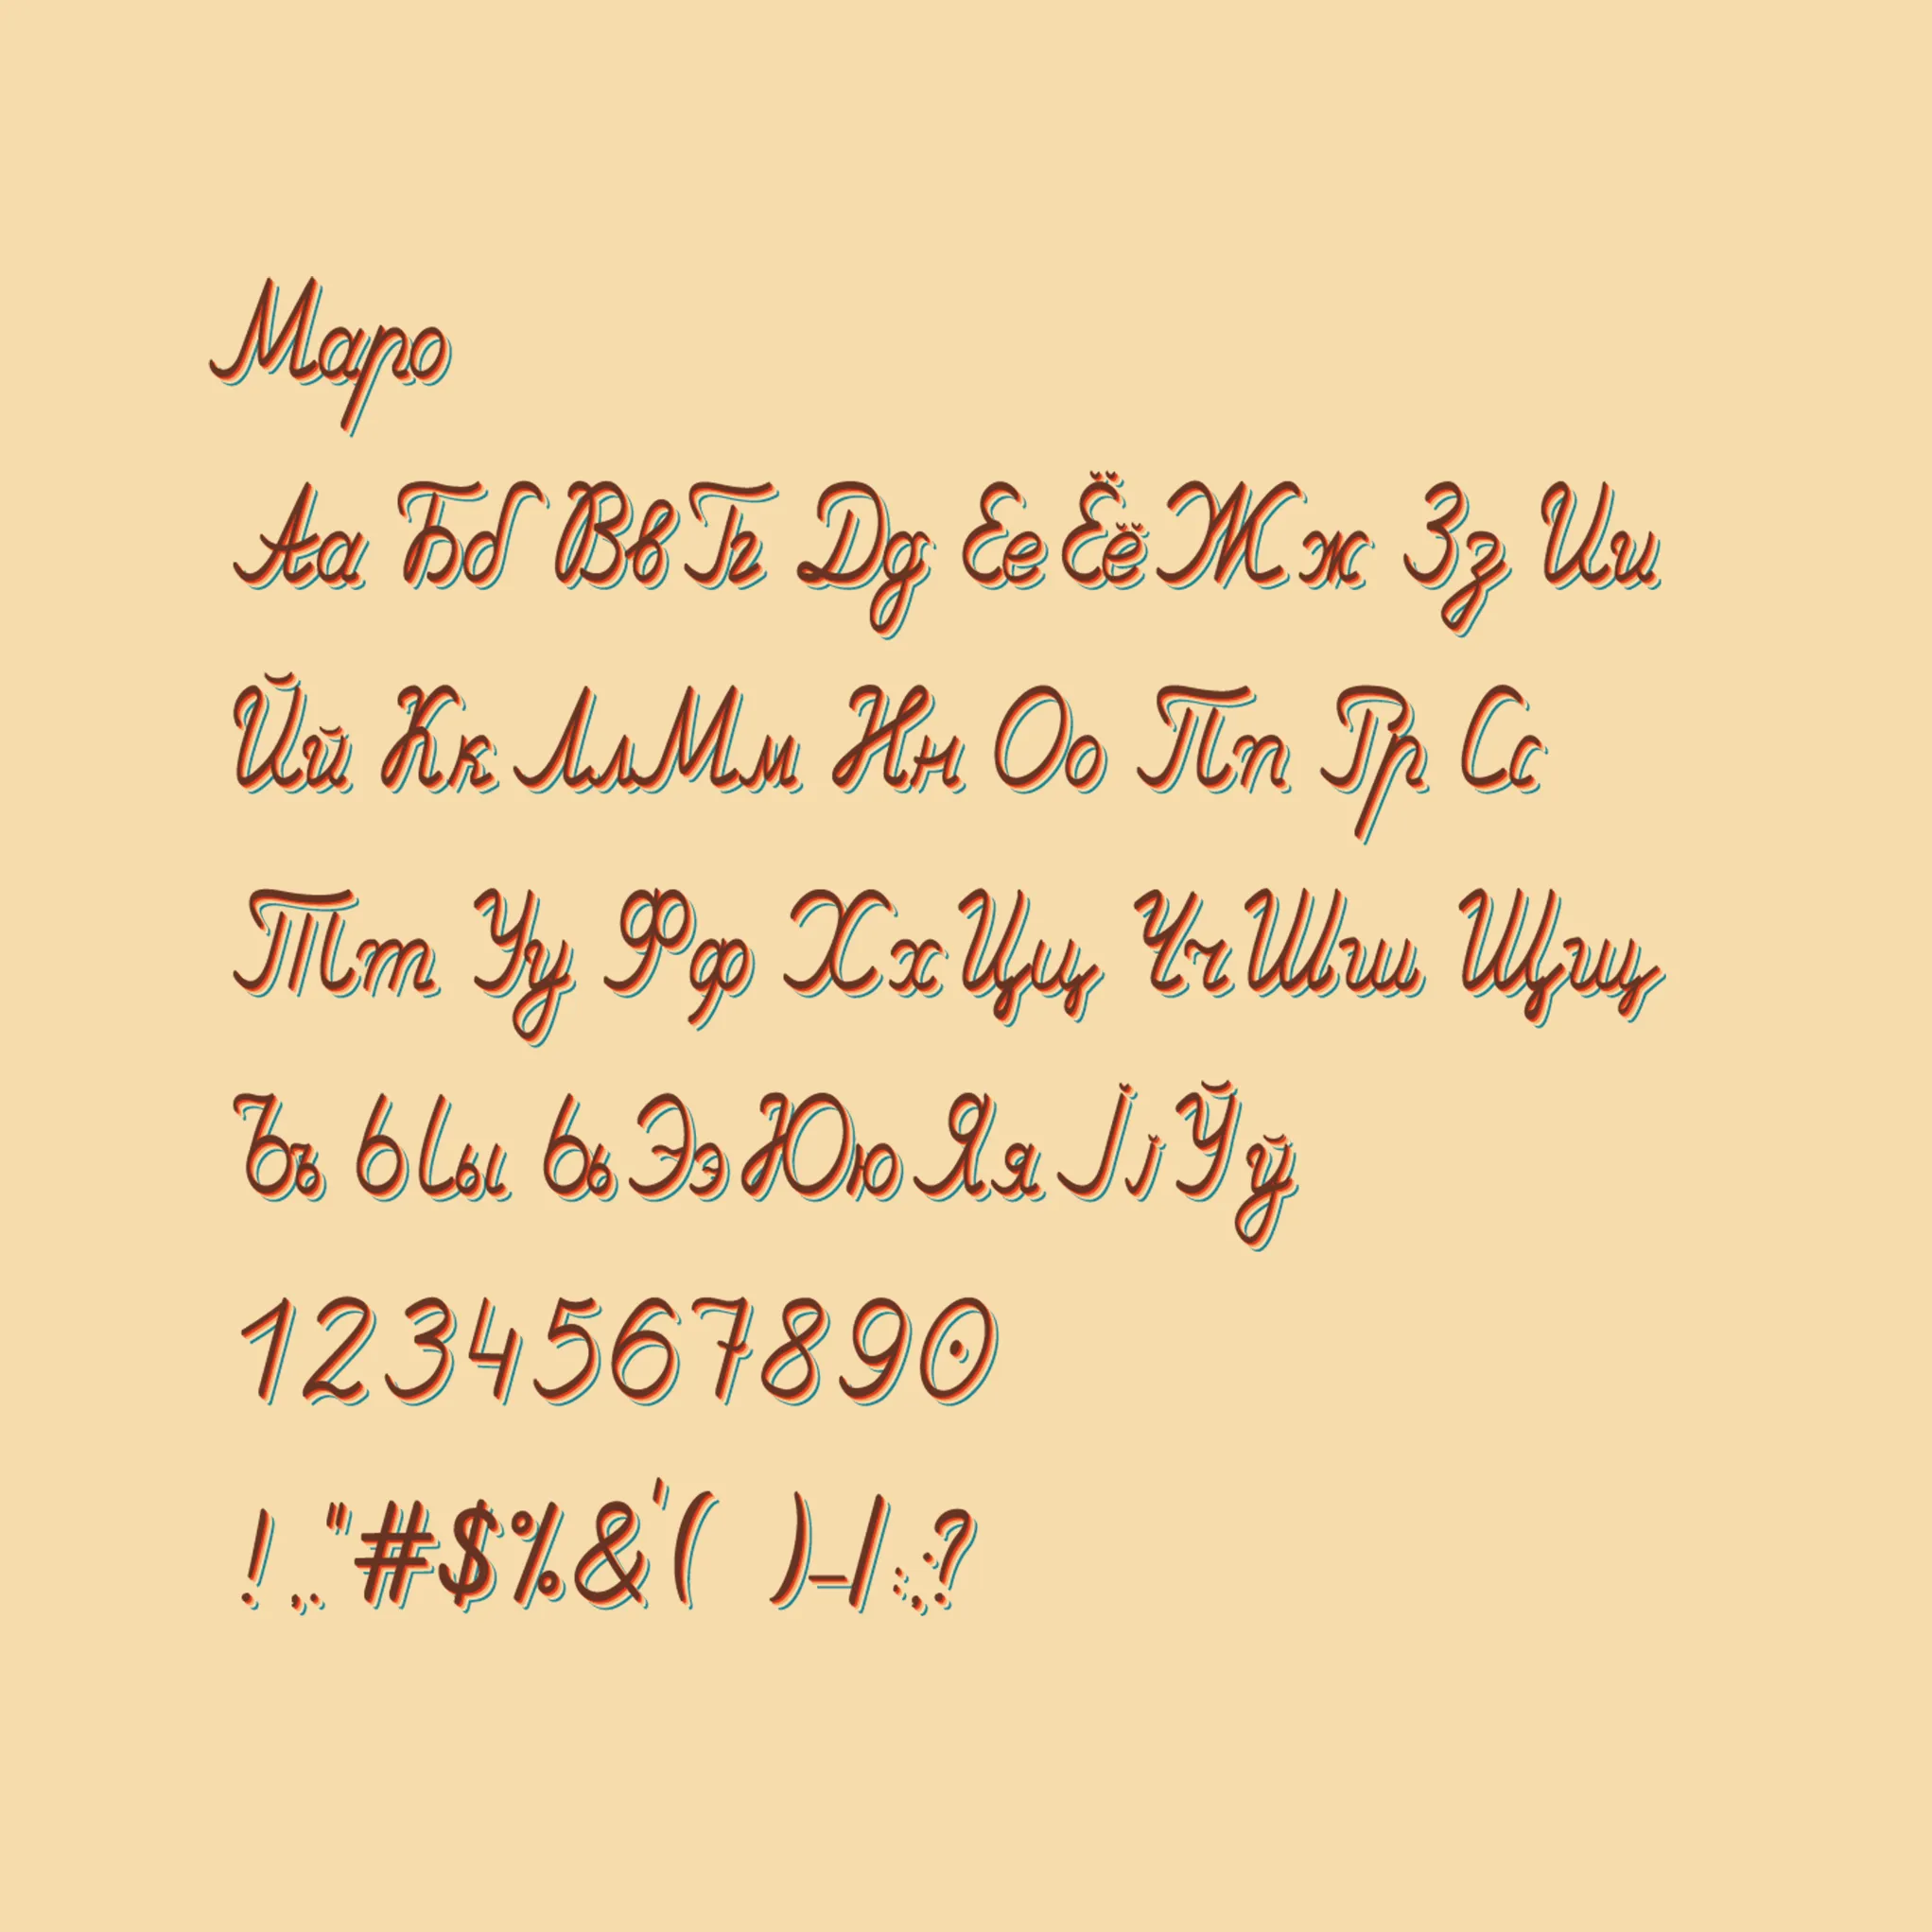 Маро
Аа Бб Вв Гг Дд Ее Ёё Жж Зз Ии
Йй Кк Лл Мм Нн Оо Пп Рр Сс
Тт Уу Фф Хх Цц Чч Шш Щщ
Ъъ Ыы Ьь Ээ Юю Яя Іі Ўў
1234567890
!.,"#$%&'( )-/:;?